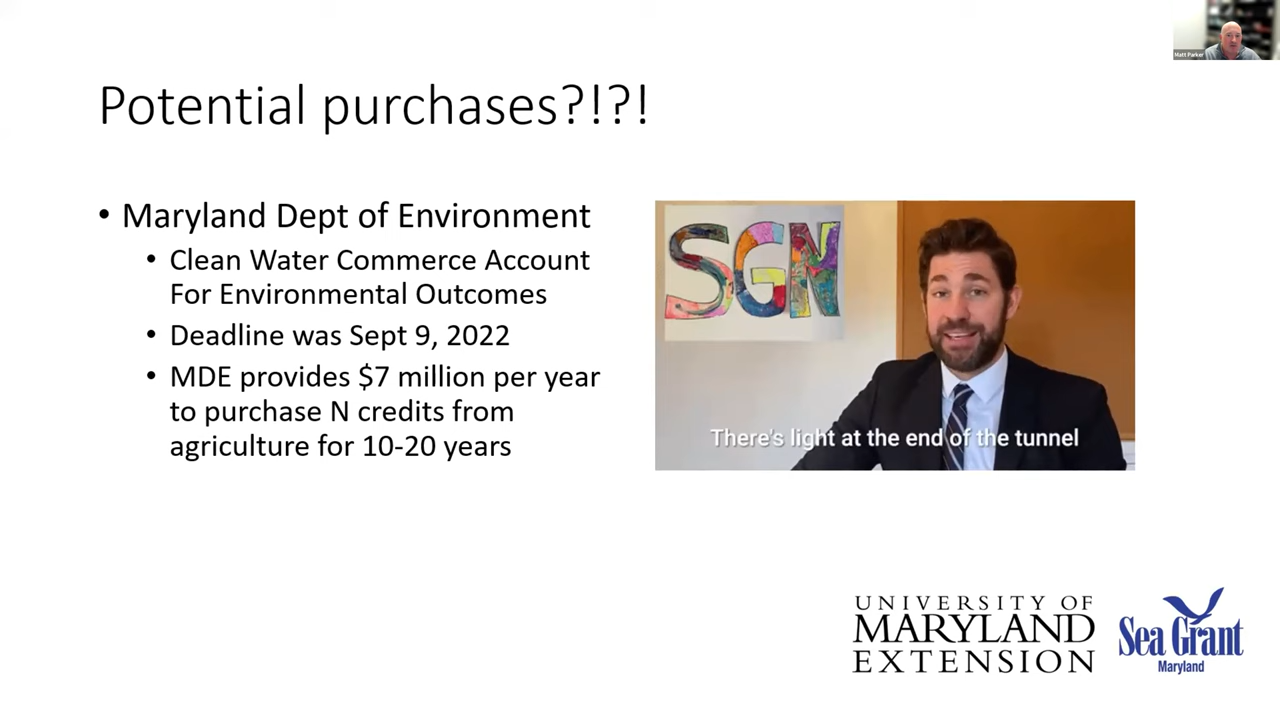 Matt Parker
Potential purchases?!?!
• Maryland Dept of Environment
• Clean Water Commerce Account
For Environmental Outcomes
• Deadline was Sept 9, 2022
• MDE provides $7 million per year
to purchase N credits from
agriculture for 10-20 years
SGN
There's light at the end of the tunnel
UNIVERSITY OF
MARYLAND
EXTENSION
Sea Grant
Maryland